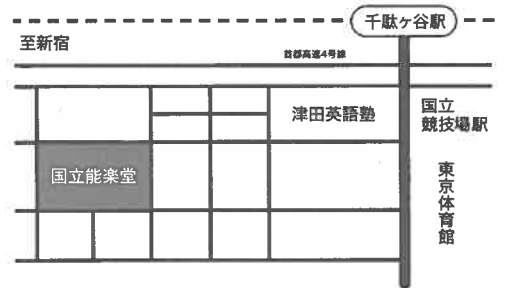 千駄ヶ谷駅
至新宿
首都高速4号線
津田英語塾
国立
競技場駅
国立能楽堂
東京体育館